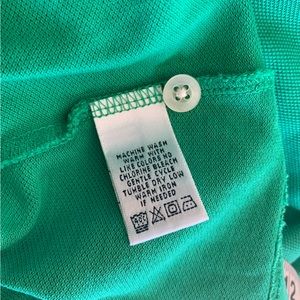 MACHINE WASH
WARM WITH
LIKE COLORS NO
CHLORINE BLEACH
GENTLE CYCLE
TUMBLE DRY LOW
WARM IRON
IF NEEDED